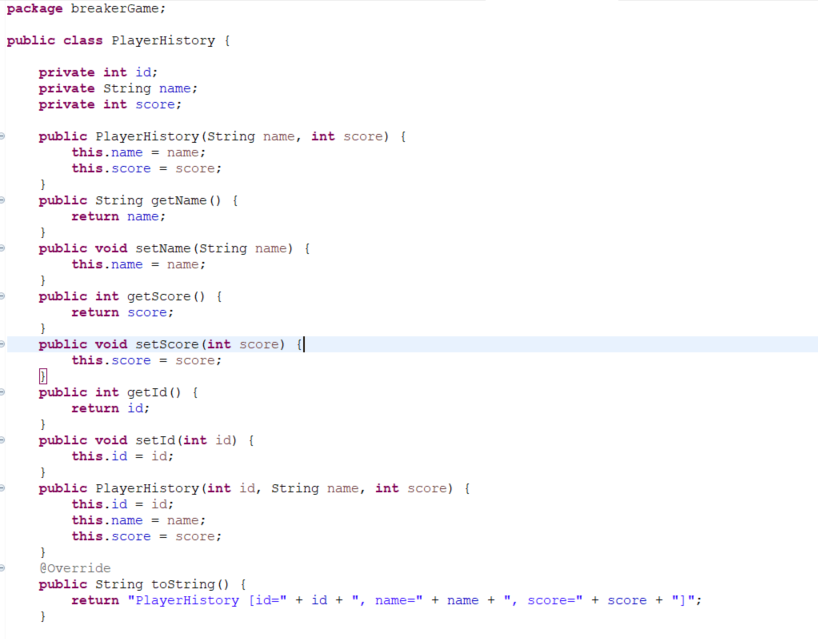 package breakerGame;
public class PlayerHistory {
    private int id;
    private String name;
    private int score;
    public PlayerHistory(String name, int score) {
        this.name = name;
        this.score = score;
    }
    public String getName() {
        return name;
    }
    public void setName(String name) {
        this.name = name;
    }
    public int getScore() {
        return score;
    }
    public void setScore(int score) {
        this.score = score;
    }
    public int getId() {
        return id;
    }
    public void setId(int id) {
        this.id = id;
    }
    public PlayerHistory(int id, String name, int score) {
        this.id = id;
        this.name = name;
        this.score = score;
    }
    @Override
    public String toString() {
        return "PlayerHistory [id=" + id + ", name=" + name + ", score=" + score + "]";
    }